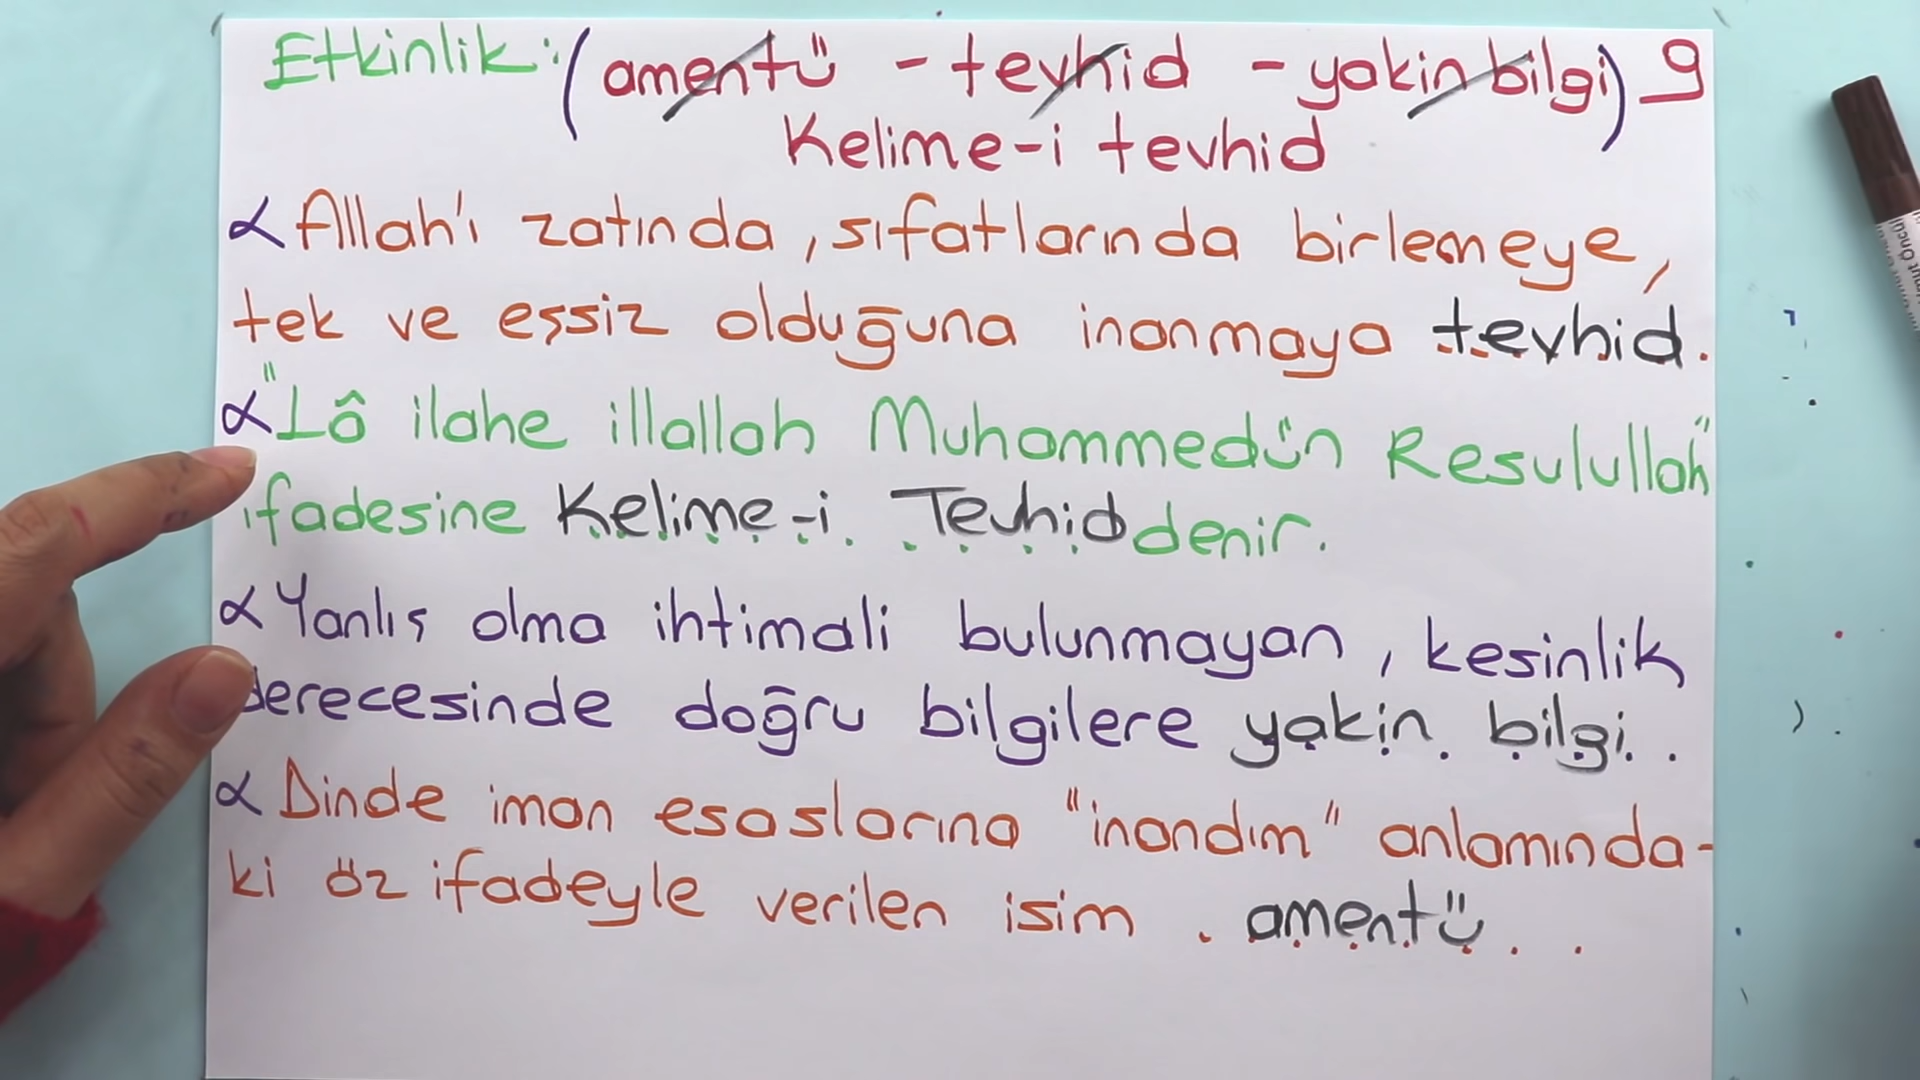 Etkinlik: (amentü - tevhid - yakin bilgi) 9
Kelime-i tevhid
Allah'ı zatında, sıfatlarında birlemeye,
tek ve eşsiz olduğuna inanmaya tevhid.
"Lâ ilahe illallah Muhammedün Resulullah"
ifadesine Kelime-i Tevhid denir.
Yanlış olma ihtimali bulunmayan, kesinlik
derecesinde doğru bilgilere yakin bilgi.
Dinde iman esaslarına "inandım" anlamında-
ki öz ifadeyle verilen isim amentü